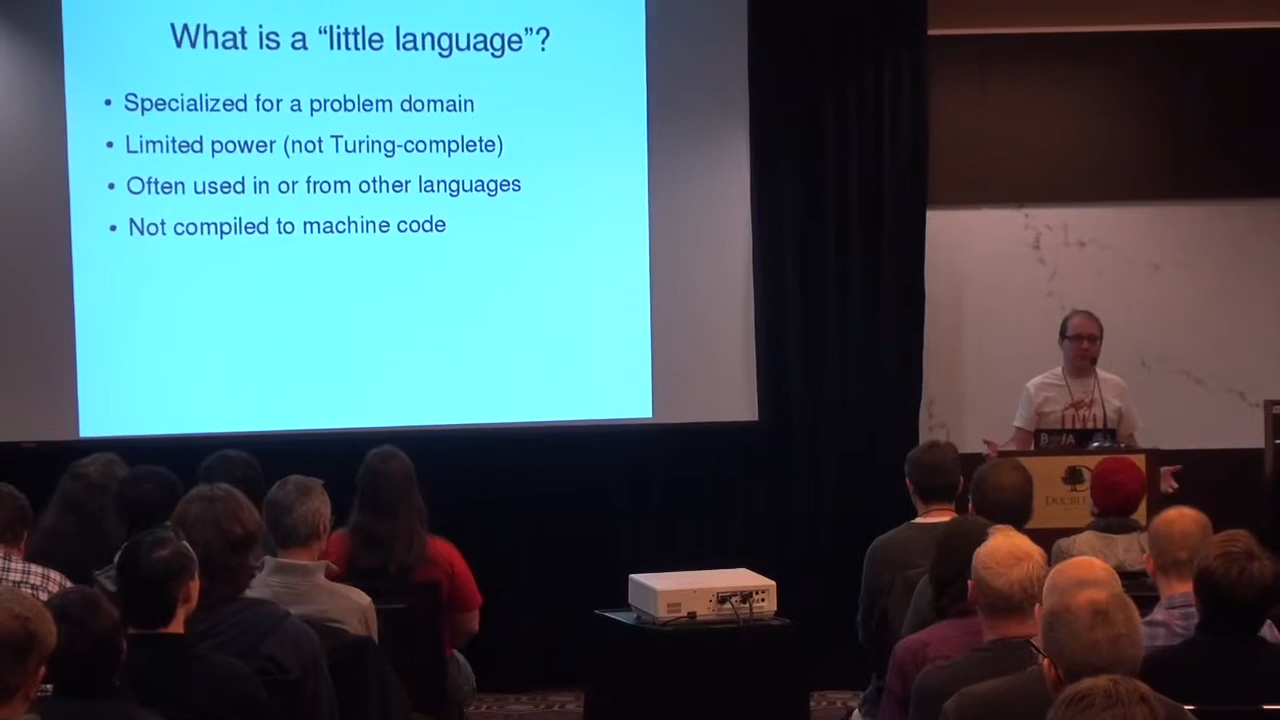 What is a “little language”?
• Specialized for a problem domain
• Limited power (not Turing-complete)
• Often used in or from other languages
• Not compiled to machine code